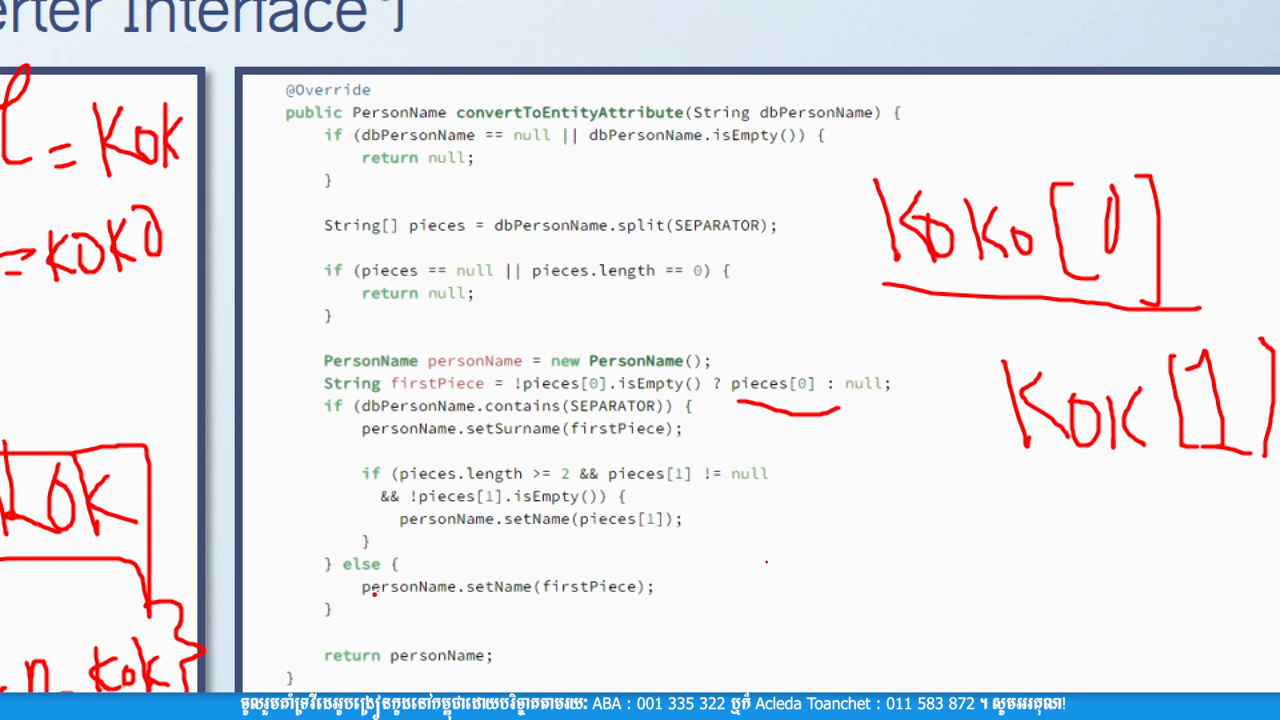 erter Interface
L = KOK
= KOKO
KOK
n - KOK}
@Override
public PersonName convertToEntityAttribute(String dbPersonName) {
if (dbPersonName == null || dbPersonName.isEmpty()) {
return null;
}
String[] pieces = dbPersonName.split(SEPARATOR);
if (pieces == null || pieces.length == 0) {
return null;
}
PersonName personName = new PersonName();
String firstPiece = !pieces[0].isEmpty() ? pieces[0] : null;
if (dbPersonName.contains(SEPARATOR)) {
personName.setSurname(firstPiece);
if (pieces.length >= 2 && pieces[1] != null
&& !pieces[1].isEmpty()) {
personName.setName(pieces[1]);
}
} else {
personName.setName(firstPiece);
}
return personName;
}
KOKO[0]
KOK[1]
ចូលរួមគាំទ្រវីដេអូបង្រៀនកូដនៅកម្ពុជាដោយបរិច្ចាគតាមរយៈ ABA : 001 335 322 ឬក៏ Acleda Toanchet : 011 583 872 ។ សូមអរគុណ!